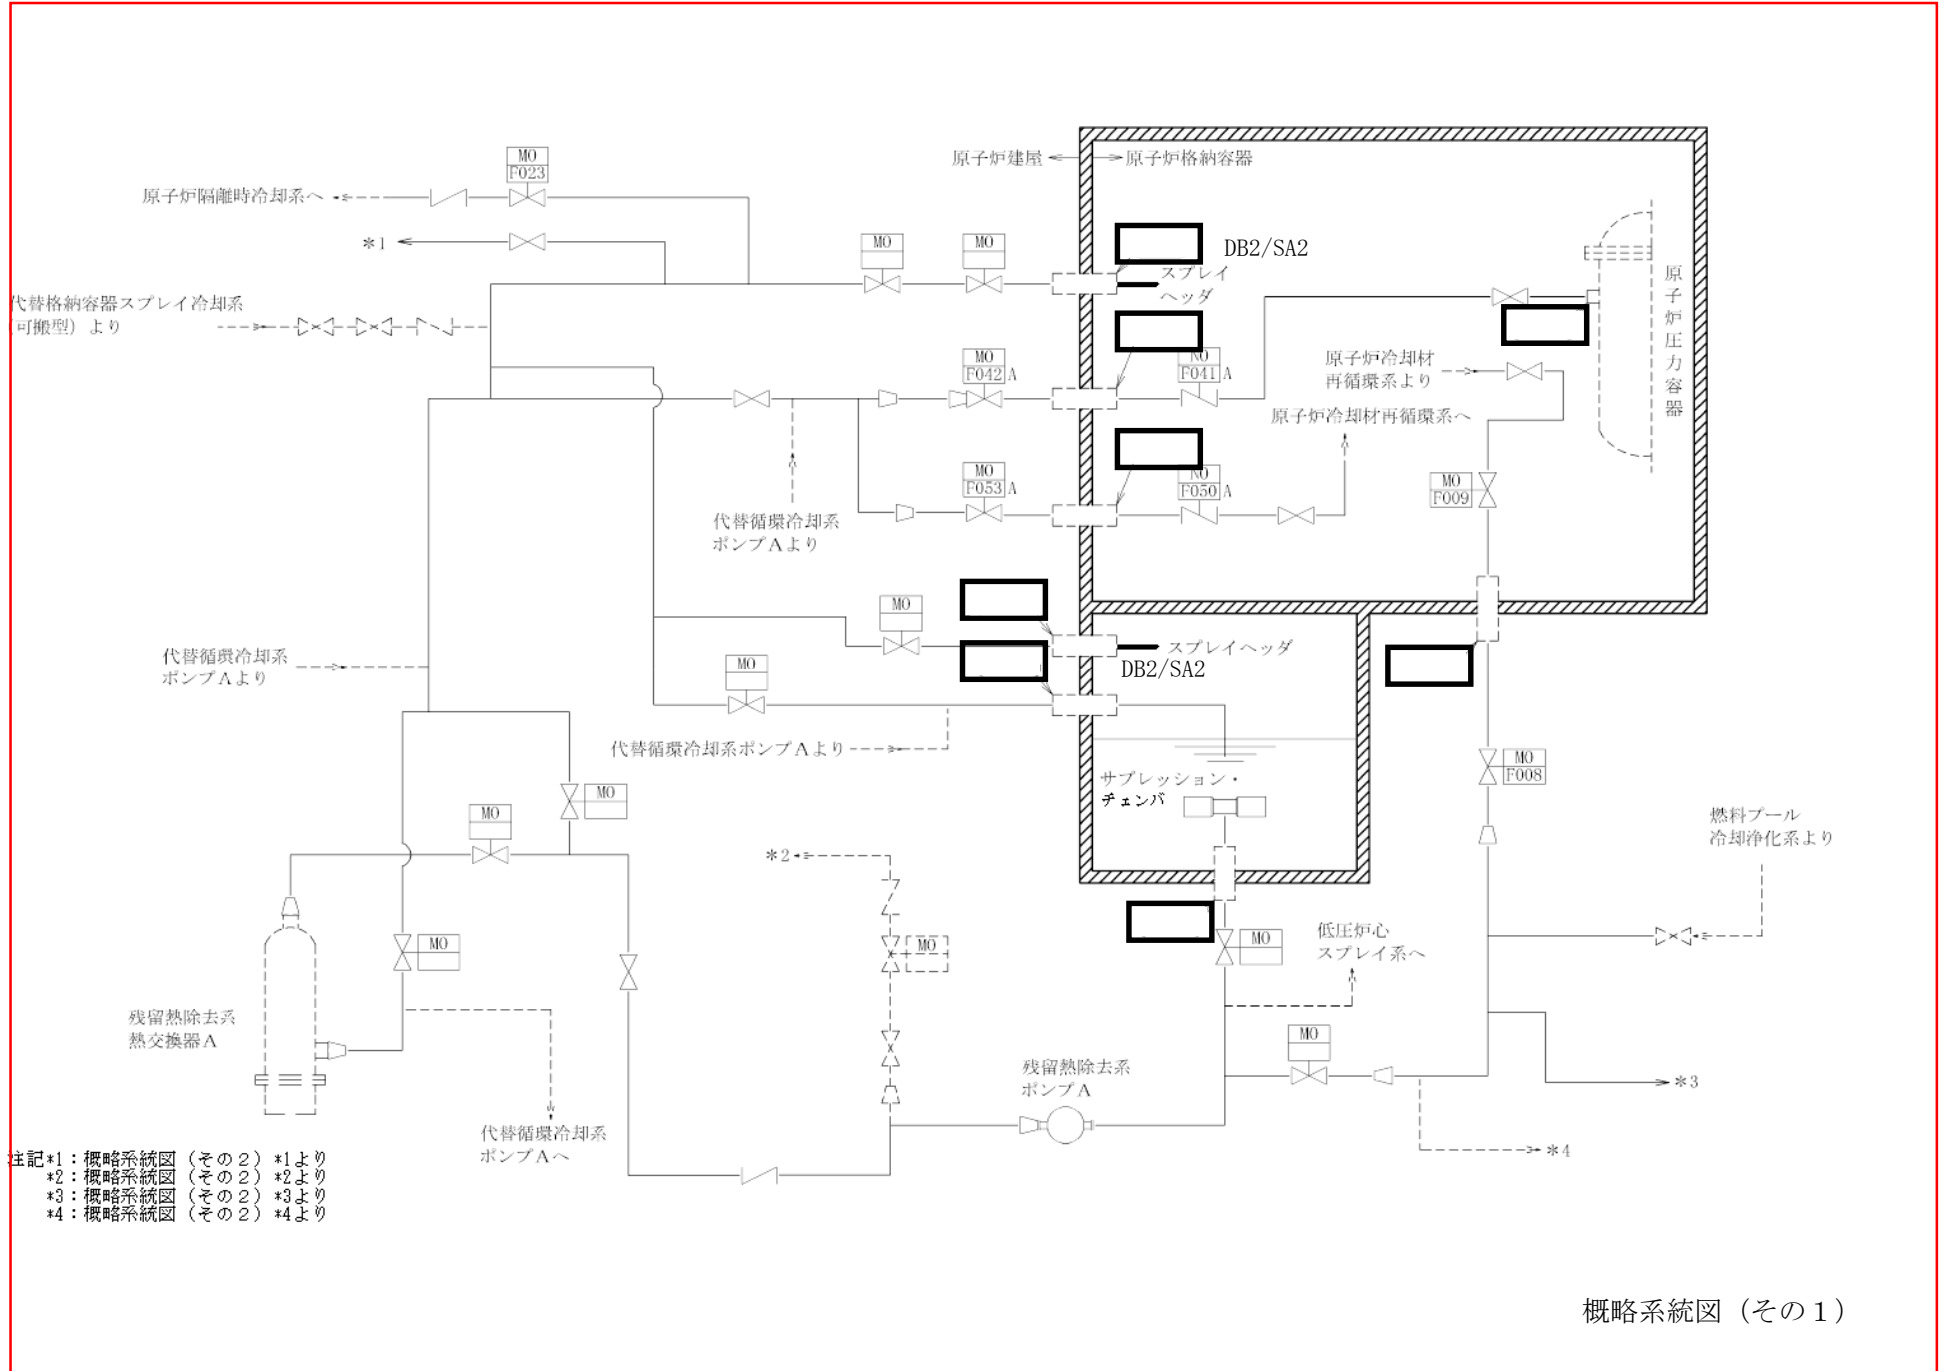 原子炉建屋
原子炉格納容器
MO
F023
原子炉隔離時冷却系へ
*1
MO
MO
DB2/SA2
スプレイ
ヘッダ
代替格納容器スプレイ冷却系
(可搬型)より
原子炉圧力容器
MO
F042 A
NO
F041 A
原子炉冷却材
再循環系より
原子炉冷却材再循環系へ
MO
F053 A
NO
F050 A
MO
F009
代替循環冷却系
ポンプAより
MO
スプレイヘッダ
DB2/SA2
代替循環冷却系
ポンプAより
MO
代替循環冷却系ポンプAより
サプレッション・
チェンバ
MO
F008
MO
MO
*2
燃料プール
冷却浄化系より
MO
MO
MO
低圧炉心
スプレイ系へ
残留熱除去系
熱交換器A
MO
残留熱除去系
ポンプA
*3
代替循環冷却系
ポンプAへ
*4
注記*1:概略系統図(その2)*1より
*2:概略系統図(その2)*2より
*3:概略系統図(その2)*3より
*4:概略系統図(その2)*4より
概略系統図(その1)